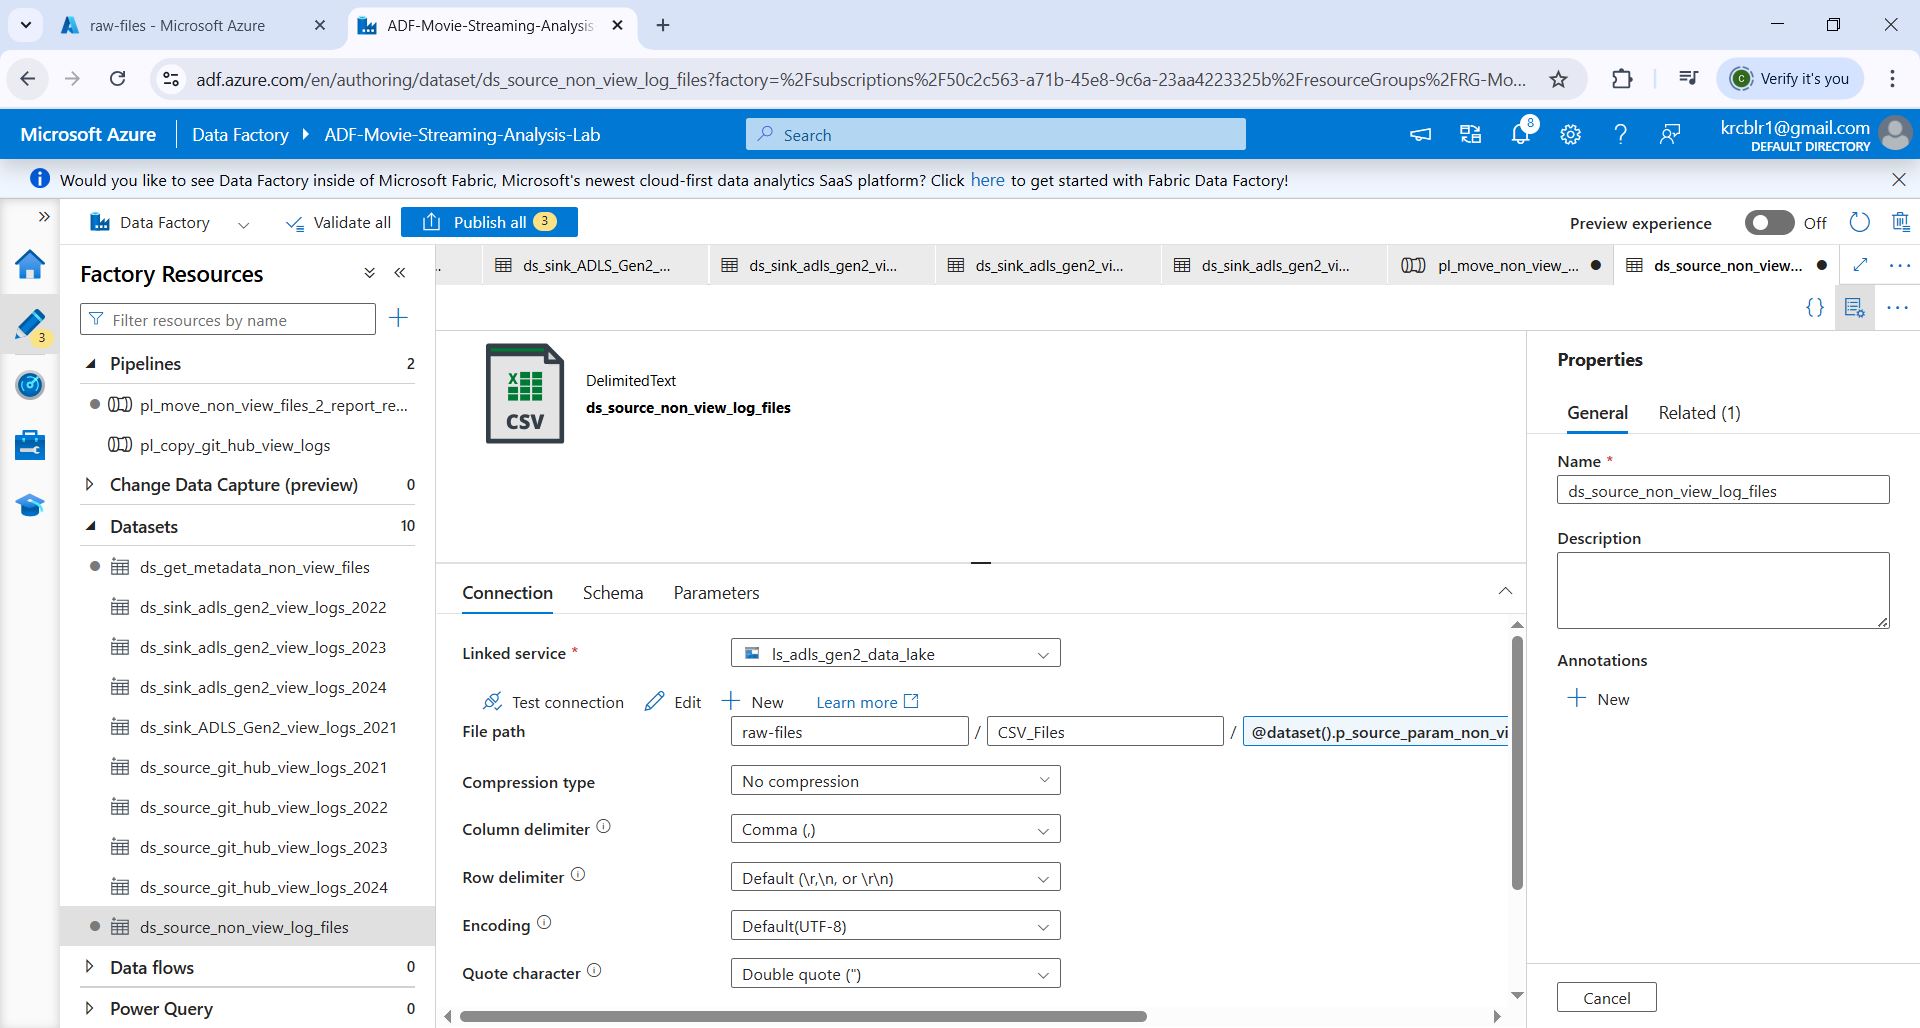 raw-files - Microsoft Azure
ADF-Movie-Streaming-Analysis
adf.azure.com/en/authoring/dataset/ds_source_non_view_log_files?factory=%2Fsubscriptions%2F50c2c563-a71b-45e8-9c6a-23aa4223325b%2FresourceGroups%2FRG-Mo...
Verify it's you
Microsoft Azure
Data Factory
ADF-Movie-Streaming-Analysis-Lab
Search
8
krcblr1@gmail.com
DEFAULT DIRECTORY
Would you like to see Data Factory inside of Microsoft Fabric, Microsoft's newest cloud-first data analytics SaaS platform? Click here to get started with Fabric Data Factory!
Data Factory
Validate all
Publish all 3
Preview experience
Off
Factory Resources
Filter resources by name
3
Pipelines 2
pl_move_non_view_files_2_report_re...
pl_copy_git_hub_view_logs
Change Data Capture (preview) 0
Datasets 10
ds_get_metadata_non_view_files
ds_sink_adls_gen2_view_logs_2022
ds_sink_adls_gen2_view_logs_2023
ds_sink_adls_gen2_view_logs_2024
ds_sink_ADLS_Gen2_view_logs_2021
ds_source_git_hub_view_logs_2021
ds_source_git_hub_view_logs_2022
ds_source_git_hub_view_logs_2023
ds_source_git_hub_view_logs_2024
ds_source_non_view_log_files
Data flows 0
Power Query 0
ds_sink_ADLS_Gen2_...
ds_sink_adls_gen2_vi...
ds_sink_adls_gen2_vi...
ds_sink_adls_gen2_vi...
pl_move_non_view_...
ds_source_non_view...
CSV
DelimitedText
ds_source_non_view_log_files
Connection
Schema
Parameters
Linked service *
ls_adls_gen2_data_lake
Test connection
Edit
New
Learn more
File path
raw-files / CSV_Files / @dataset().p_source_param_non_vi
Compression type
No compression
Column delimiter
Comma (,)
Row delimiter
Default (\r,\n, or \r\n)
Encoding
Default(UTF-8)
Quote character
Double quote (")
Properties
General
Related (1)
Name *
ds_source_non_view_log_files
Description
Annotations
New
Cancel